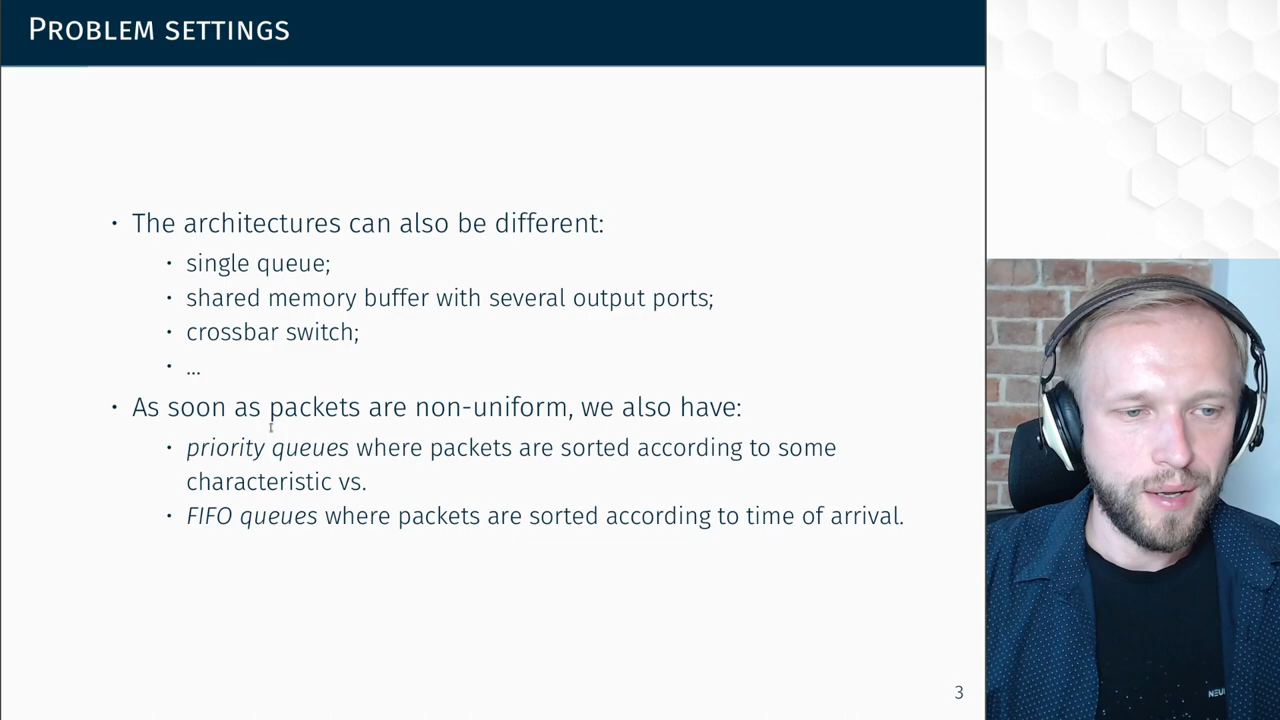 Problem settings
• The architectures can also be different:
• single queue;
• shared memory buffer with several output ports;
• crossbar switch;
• ...
• As soon as packets are non-uniform, we also have:
• priority queues where packets are sorted according to some
characteristic vs.
• FIFO queues where packets are sorted according to time of arrival.
3